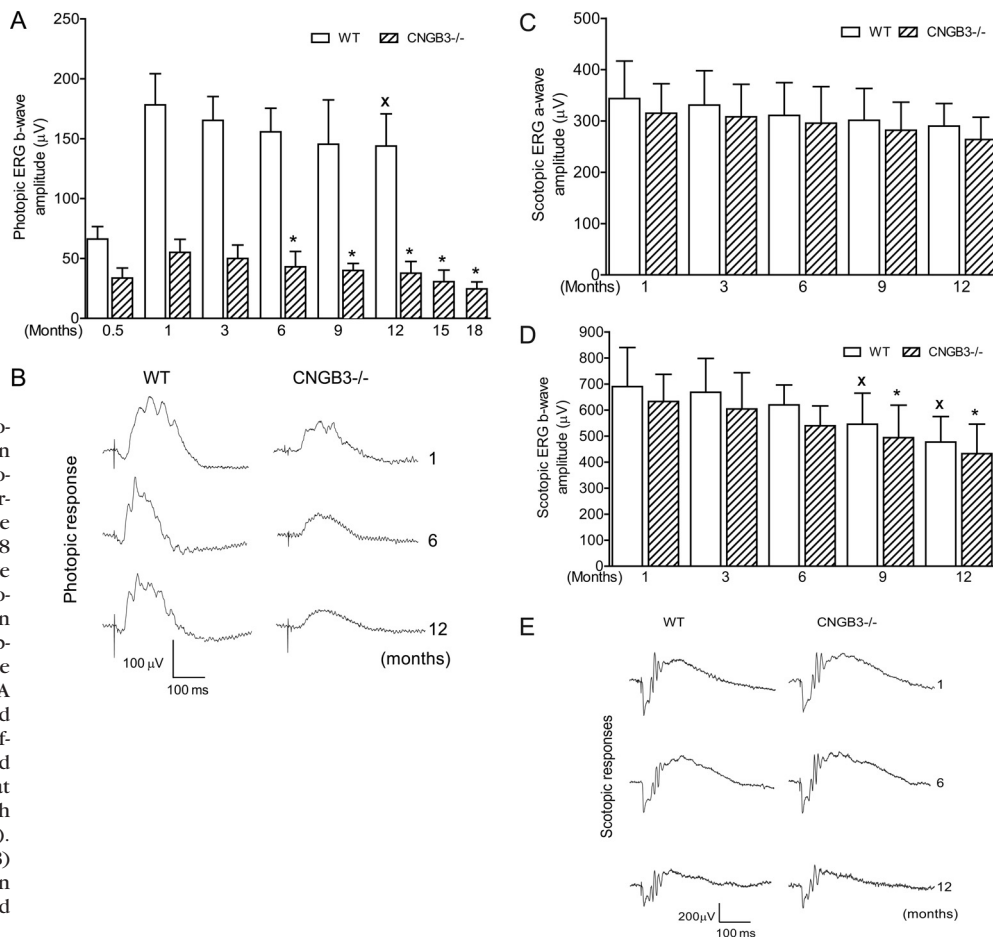 A
250
200
150
100
50
0
Photopic ERG b-wave
amplitude (µV)
WT CNGB3-/-
x
* * * * *
(Months) 0.5 1 3 6 9 12 15 18
B
WT CNGB3-/-
Photopic response
1
6
12
100 µV
100 ms
(months)
o-
n
o-
r-
e
8
e
o-
n
b-
e
A
d
f-
d
at
h
).
3)
n
d
C
500
400
300
200
100
0
Scotopic ERG a-wave
amplitude (µV)
WT CNGB3-/-
(Months) 1 3 6 9 12
D
900
800
700
600
500
400
300
200
100
0
Scotopic ERG b-wave
amplitude (µV)
WT CNGB3-/-
x * x *
(Months) 1 3 6 9 12
E
WT CNGB3-/-
Scotopic responses
1
6
12
200µV
100 ms
(months)